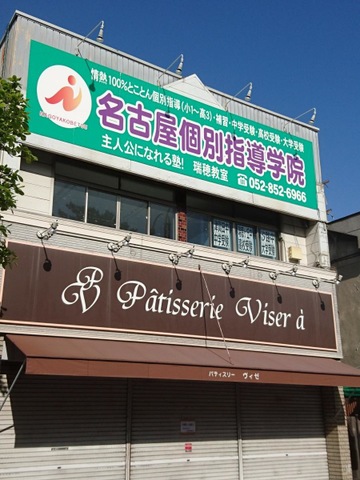 情熱100%とことん個別指導(小1~高3)・補習・中学受験・高校受験・大学受験
NAGOYAKOBETU
名古屋個別指導学院
主人公になれる塾! 瑞穂教室 ☎052-852-6966
PV Pâtisserie Viser à
パティスリー ヴィゼ